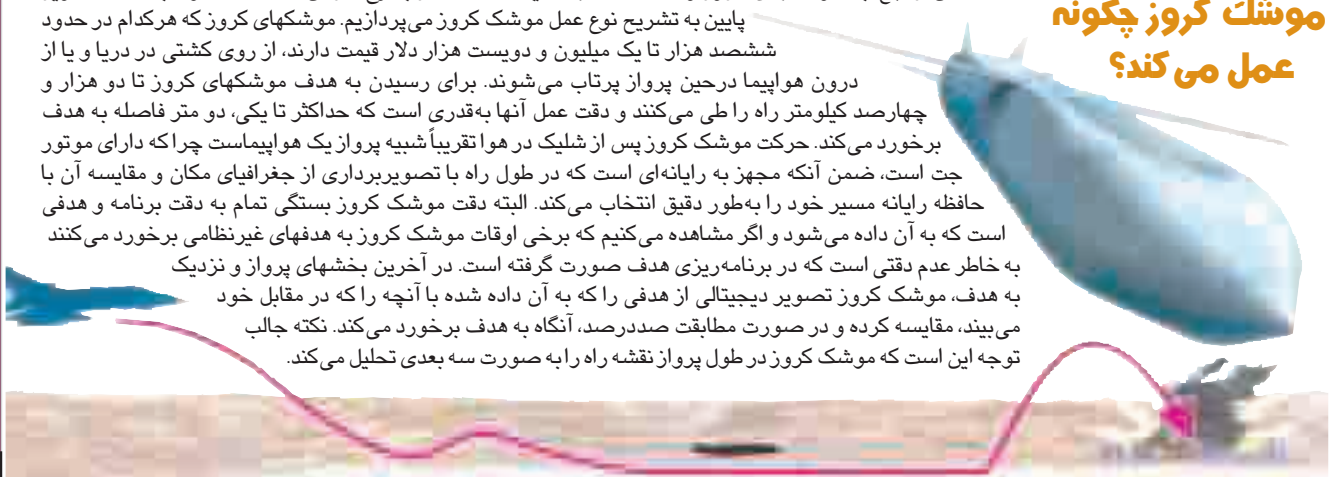 موشک کروز چگونه
عمل می کند؟
پایین به تشریح نوع عمل موشک کروز می‌پردازیم. موشکهای کروز که هرکدام در حدود
ششصد هزار تا یک میلیون و دویست هزار دلار قیمت دارند، از روی کشتی در دریا و یا از
درون هواپیما درحین پرواز پرتاب می‌شوند. برای رسیدن به هدف موشکهای کروز تا دو هزار و
چهارصد کیلومتر راه را طی می‌کنند و دقت عمل آنها به‌قدری است که حداکثر تا یکی، دو متر فاصله به هدف
برخورد می‌کند. حرکت موشک کروز پس از شلیک در هوا تقریباً شبیه پرواز یک هواپیماست چراکه دارای موتور
جت است، ضمن آنکه مجهز به رایانه‌ای است که در طول راه با تصویربرداری از جغرافیای مکان و مقایسه آن با
حافظه رایانه مسیر خود را به‌طور دقیق انتخاب می‌کند. البته دقت موشک کروز بستگی تمام به دقت برنامه و هدفی
است که به آن داده می‌شود و اگر مشاهده می‌کنیم که برخی اوقات موشک کروز به هدفهای غیرنظامی برخورد می‌کنند
به خاطر عدم دقتی است که در برنامه‌ریزی هدف صورت گرفته است. در آخرین بخشهای پرواز و نزدیک
به هدف، موشک کروز تصویر دیجیتالی از هدفی را که به آن داده شده با آنچه را که در مقابل خود
می‌بیند، مقایسه کرده و در صورت مطابقت صددرصد، آنگاه به هدف برخورد می‌کند. نکته جالب
توجه این است که موشک کروز در طول پرواز نقشه راه را به صورت سه بعدی تحلیل می‌کند.